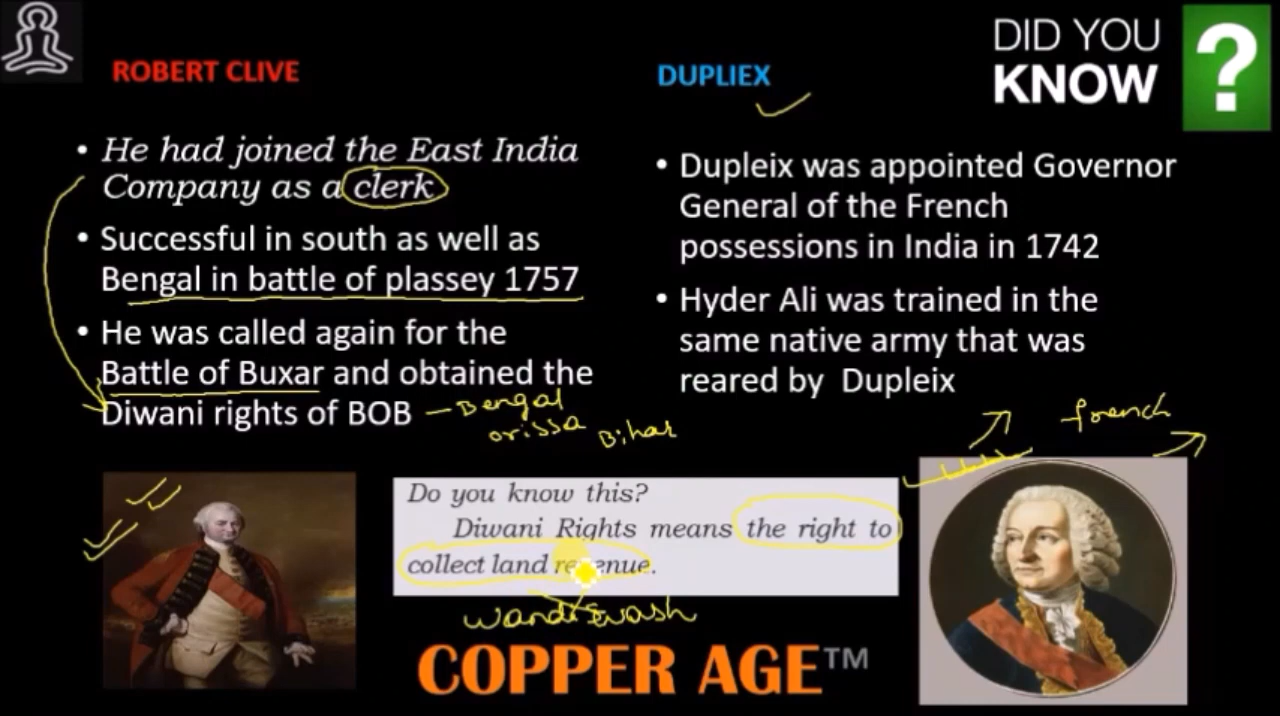 ROBERT CLIVE
• He had joined the East India
Company as a clerk
• Successful in south as well as
Bengal in battle of plassey 1757
• He was called again for the
Battle of Buxar and obtained the
Diwani rights of BOB – Bengal
orissa Bihar
DUPLIEX
DID YOU
KNOW ?
• Dupleix was appointed Governor
General of the French
possessions in India in 1742
• Hyder Ali was trained in the
same native army that was
reared by Dupleix
french
Do you know this?
Diwani Rights means the right to
collect land revenue.
wandiwash
COPPER AGE™